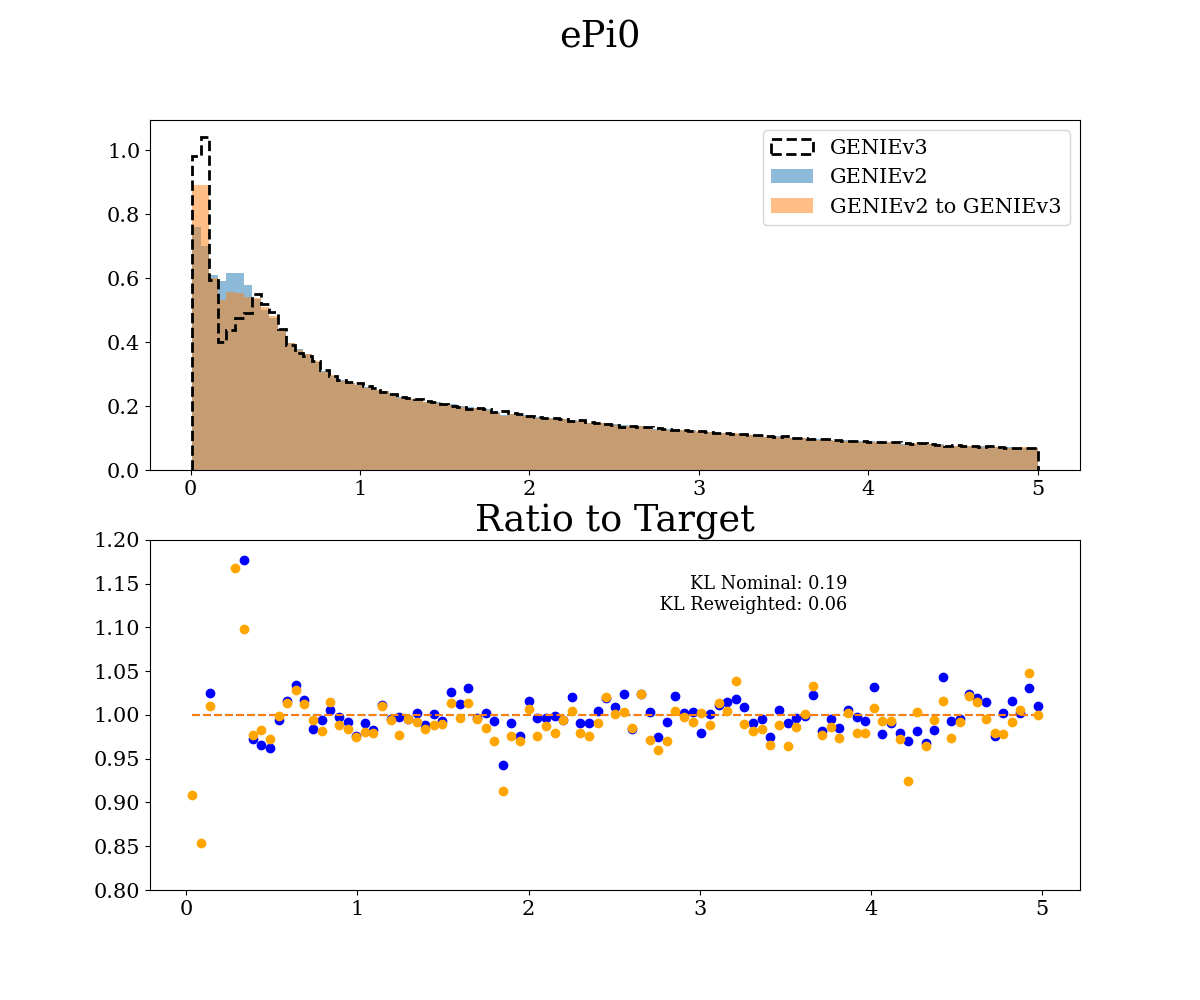 ePi0
1.0
0.8
0.6
0.4
0.2
0.0
GENIEv3
GENIEv2
GENIEv2 to GENIEv3
0 1 2 3 4 5
Ratio to Target
1.20
1.15
1.10
1.05
1.00
0.95
0.90
0.85
0.80
KL Nominal: 0.19
KL Reweighted: 0.06
0 1 2 3 4 5